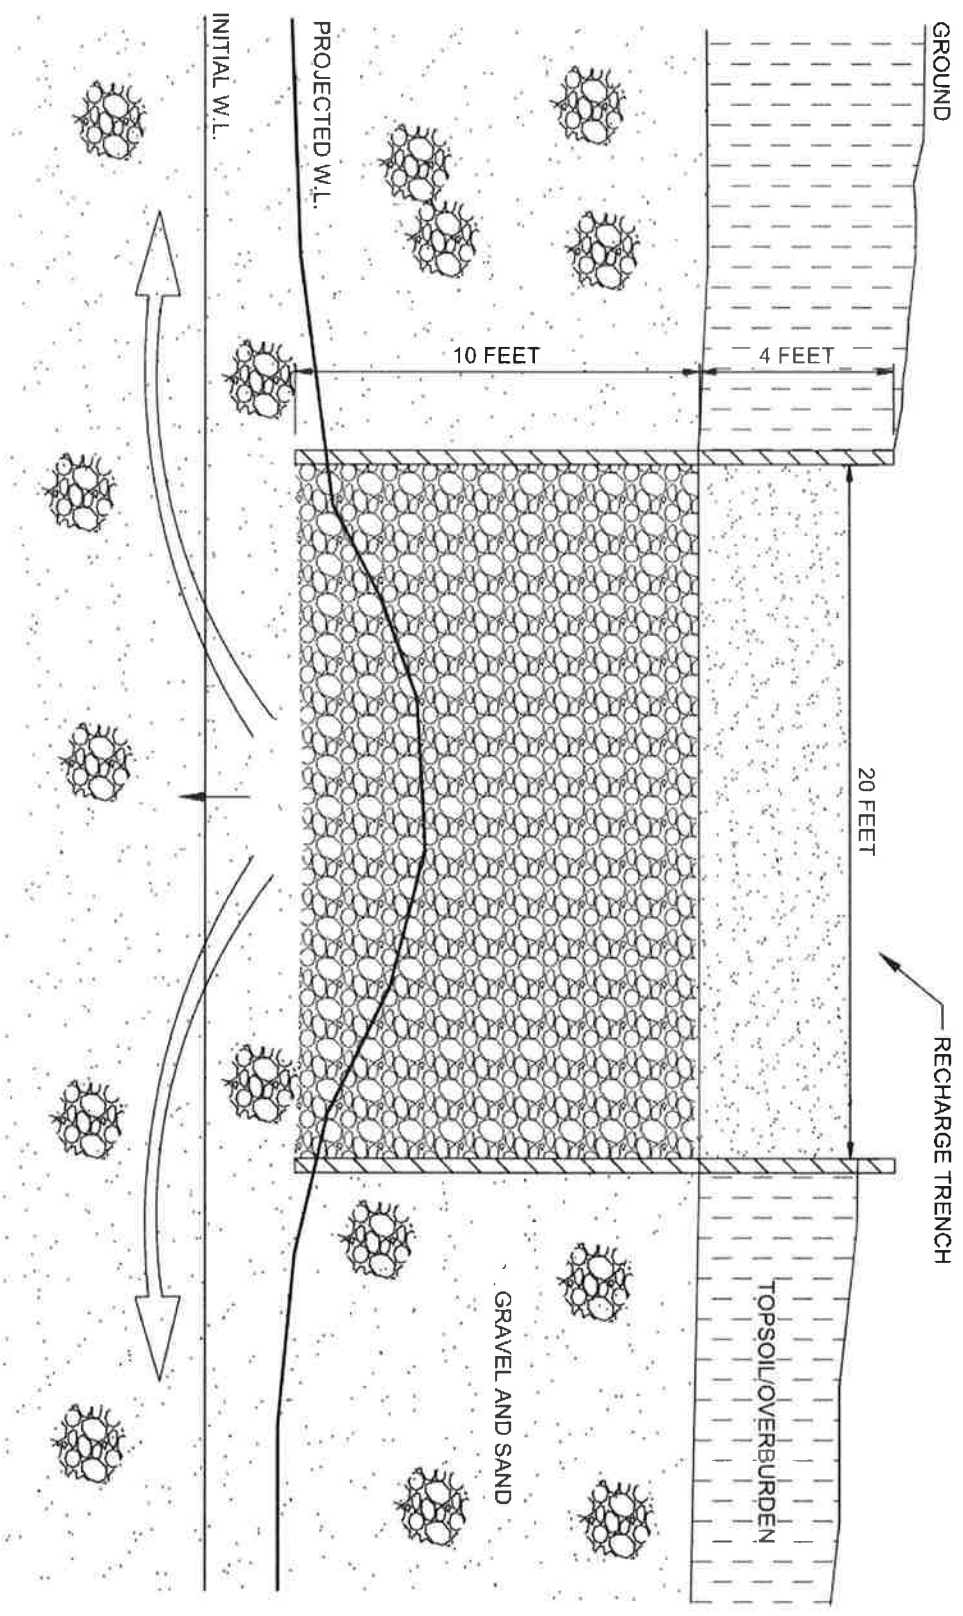 GROUND
RECHARGE TRENCH
20 FEET
4 FEET
10 FEET
TOPSOIL/OVERBURDEN
GRAVEL AND SAND
PROJECTED W.L.
INITIAL W.L.